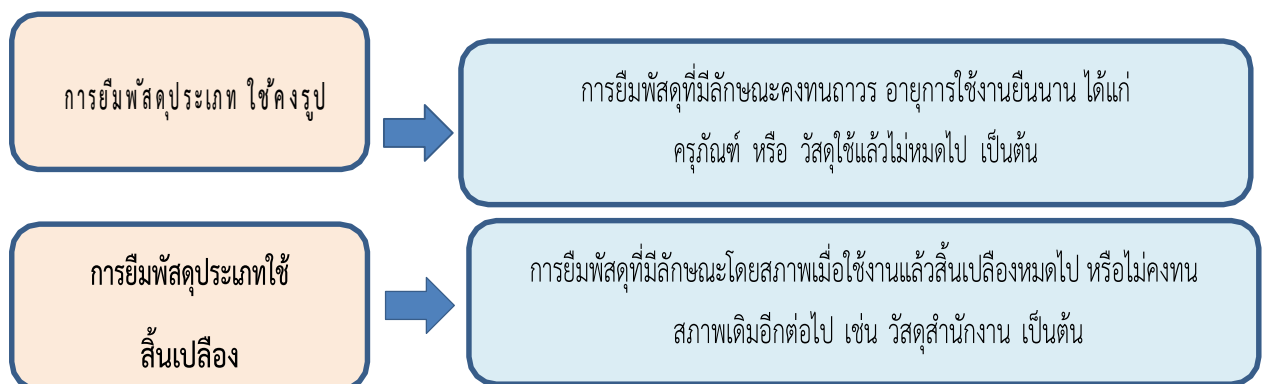 การยืมพัสดุประเภท ใช้คงรูป
การยืมพัสดุที่มีลักษณะคงทนถาวร อายุการใช้งานยืนนาน ได้แก่
ครุภัณฑ์ หรือ วัสดุใช้แล้วไม่หมดไป เป็นต้น
การยืมพัสดุประเภทใช้
สิ้นเปลือง
การยืมพัสดุที่มีลักษณะโดยสภาพเมื่อใช้งานแล้วสิ้นเปลืองหมดไป หรือไม่คงทน
สภาพเดิมอีกต่อไป เช่น วัสดุสำนักงาน เป็นต้น